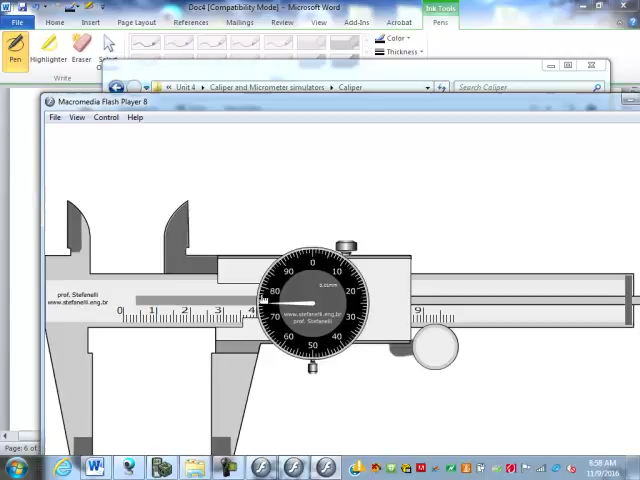 Doc4 [Compatibility Mode] - Microsoft Word
Ink Tools
File Home Insert Page Layout References Mailings Review View Add-Ins Acrobat Pens
Pen Highlighter Eraser
Color
Thickness
Write
Unit 4 Caliper and Micrometer simulators Caliper
Search Caliper
Macromedia Flash Player 8
File View Control Help
0
90 10
0.01mm
80 20
prof. Stefanelli
www.stefanelli.eng.br
0 1 2 3 4 9
www.stefanelli.eng.br
prof. Stefanelli
70 30
60 40
50
Page: 6 of
8:58 AM
11/9/2016